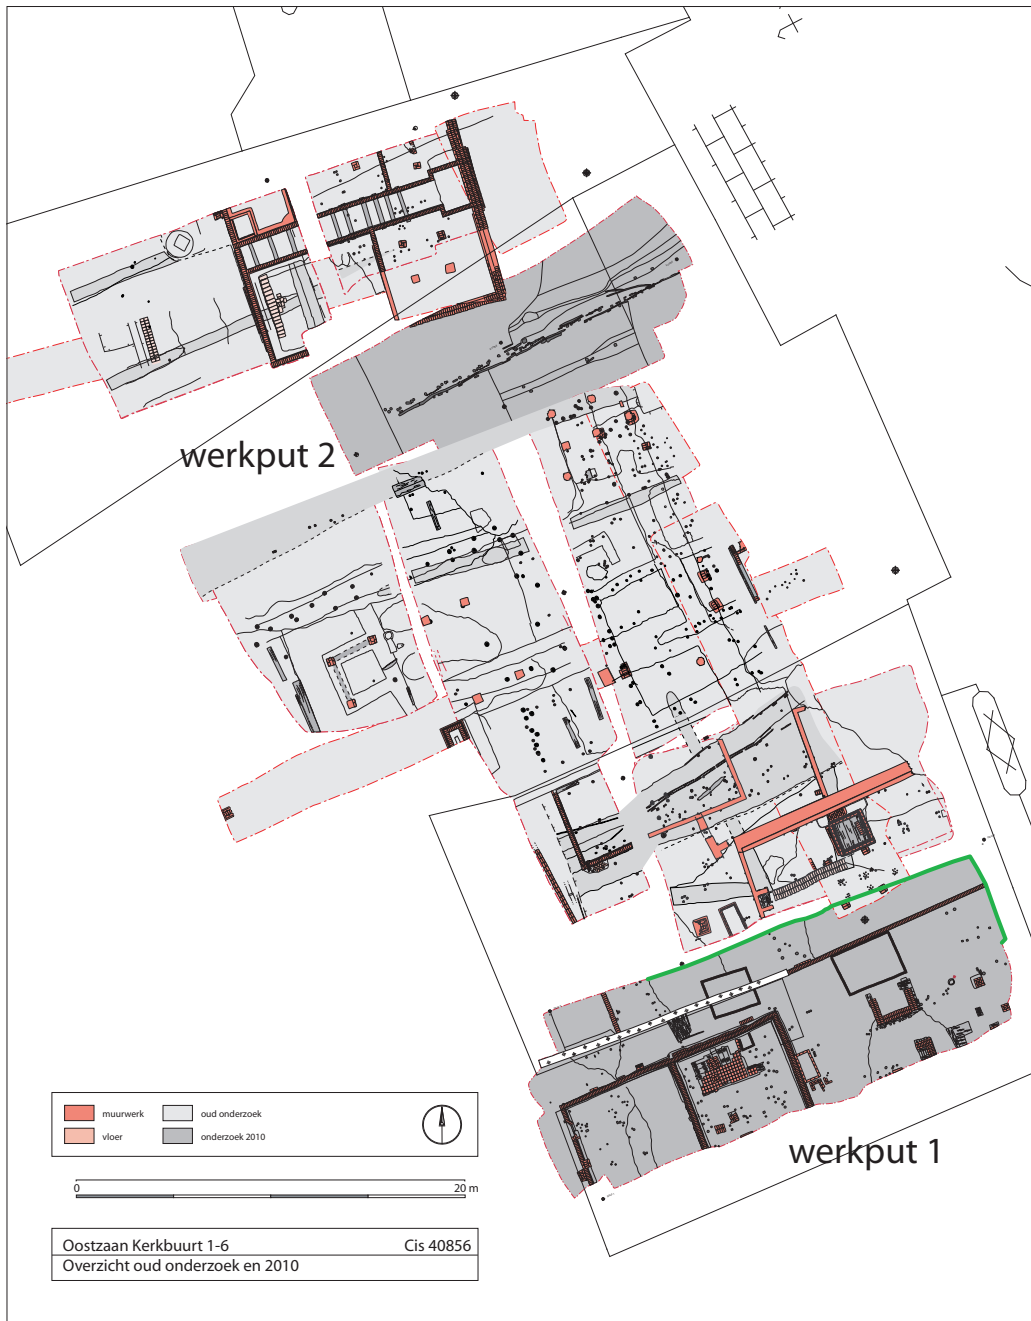 werkput 2
werkput 1
muurwerk
oud onderzoek
vloer
onderzoek 2010
0
20 m
Oostzaan Kerkbuurt 1-6
Cis 40856
Overzicht oud onderzoek en 2010